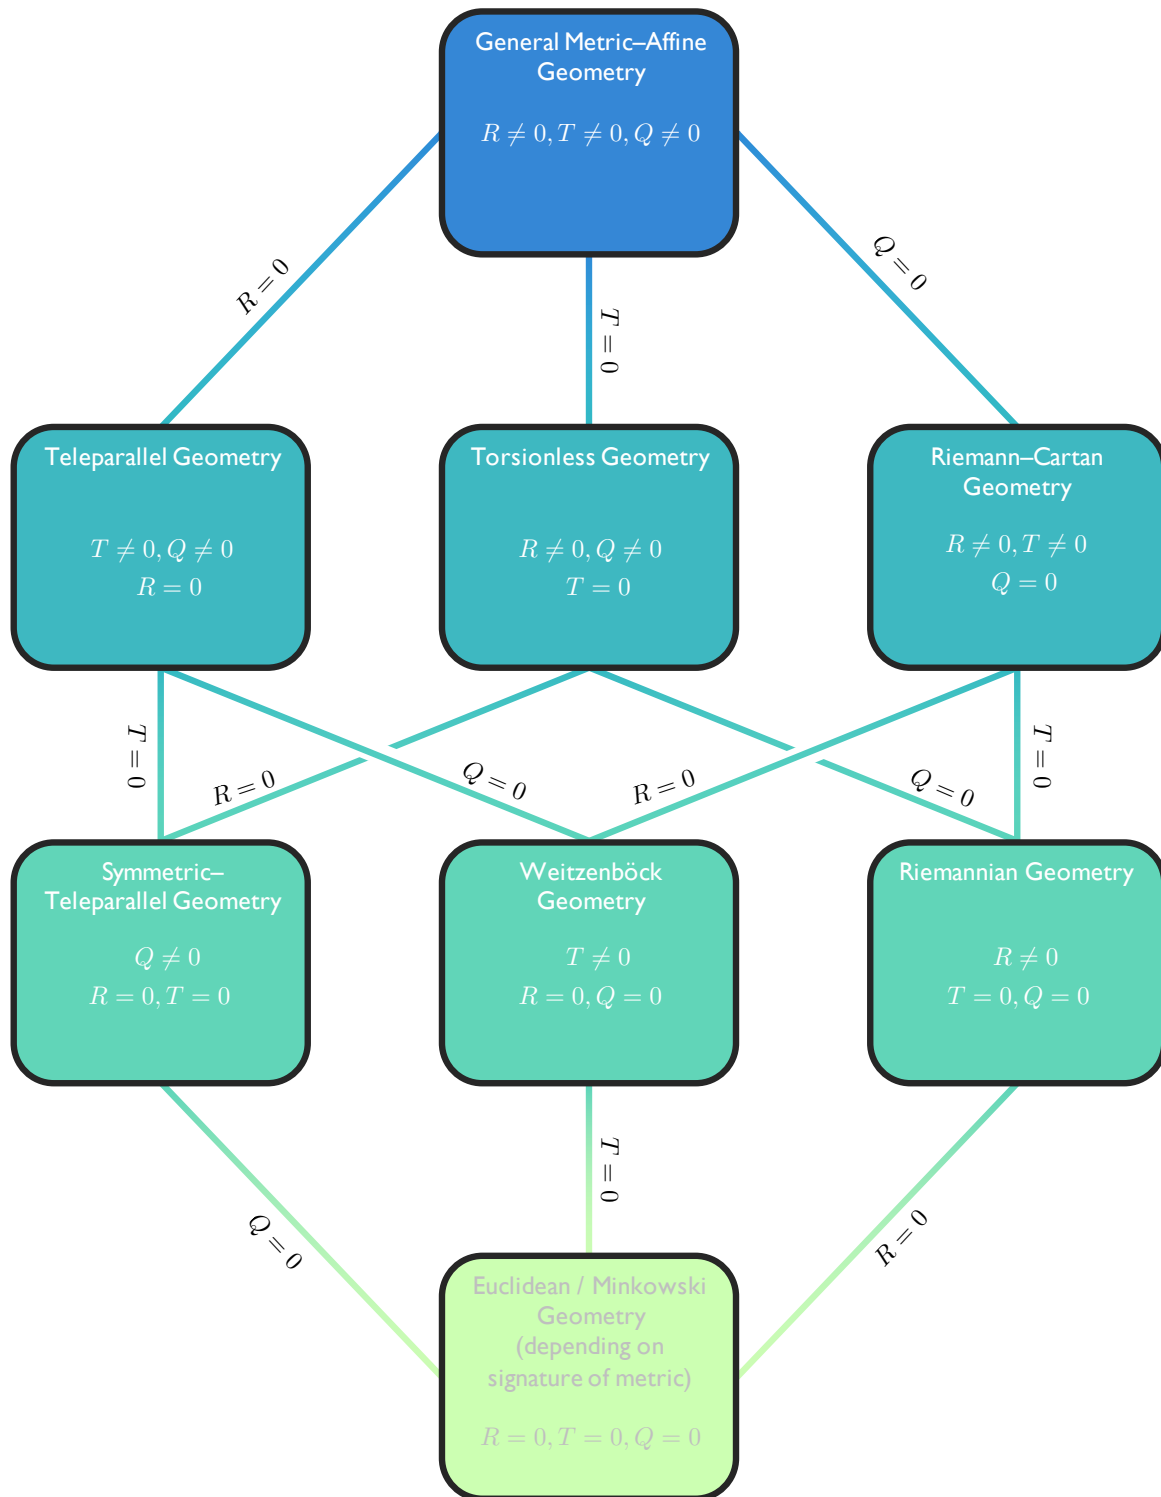 General Metric–Affine
Geometry
R ≠ 0, T ≠ 0, Q ≠ 0
R = 0
T = 0
Q = 0
Teleparallel Geometry
T ≠ 0, Q ≠ 0
R = 0
Torsionless Geometry
R ≠ 0, Q ≠ 0
T = 0
Riemann–Cartan
Geometry
R ≠ 0, T ≠ 0
Q = 0
T = 0
R = 0
Q = 0
R = 0
Q = 0
T = 0
Symmetric–
Teleparallel Geometry
Q ≠ 0
R = 0, T = 0
Weitzenböck
Geometry
T ≠ 0
R = 0, Q = 0
Riemannian Geometry
R ≠ 0
T = 0, Q = 0
Q = 0
T = 0
R = 0
Euclidean / Minkowski
Geometry
(depending on
signature of metric)
R = 0, T = 0, Q = 0